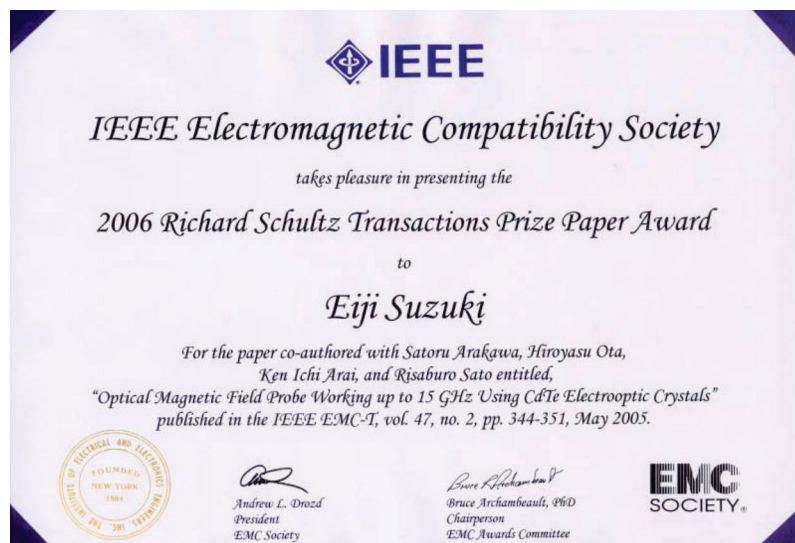 IEEE
IEEE Electromagnetic Compatibility Society
takes pleasure in presenting the
2006 Richard Schultz Transactions Prize Paper Award
to
Eiji Suzuki
For the paper co-authored with Satoru Arakawa, Hiroyasu Ota,
Ken Ichi Arai, and Risaburo Sato entitled,
“Optical Magnetic Field Probe Working up to 15 GHz Using CdTe Electrooptic Crystals”
published in the IEEE EMC-T, vol. 47, no. 2, pp. 344-351, May 2005.
THE INSTITUTE OF ELECTRICAL AND ELECTRONICS ENGINEERS, INC.
FOUNDED
NEW YORK
1884
Andrew L. Drozd
President
EMC Society
Bruce Archambeault
Bruce Archambeault, PhD
Chairperson
EMC Awards Committee
EMC
SOCIETY®